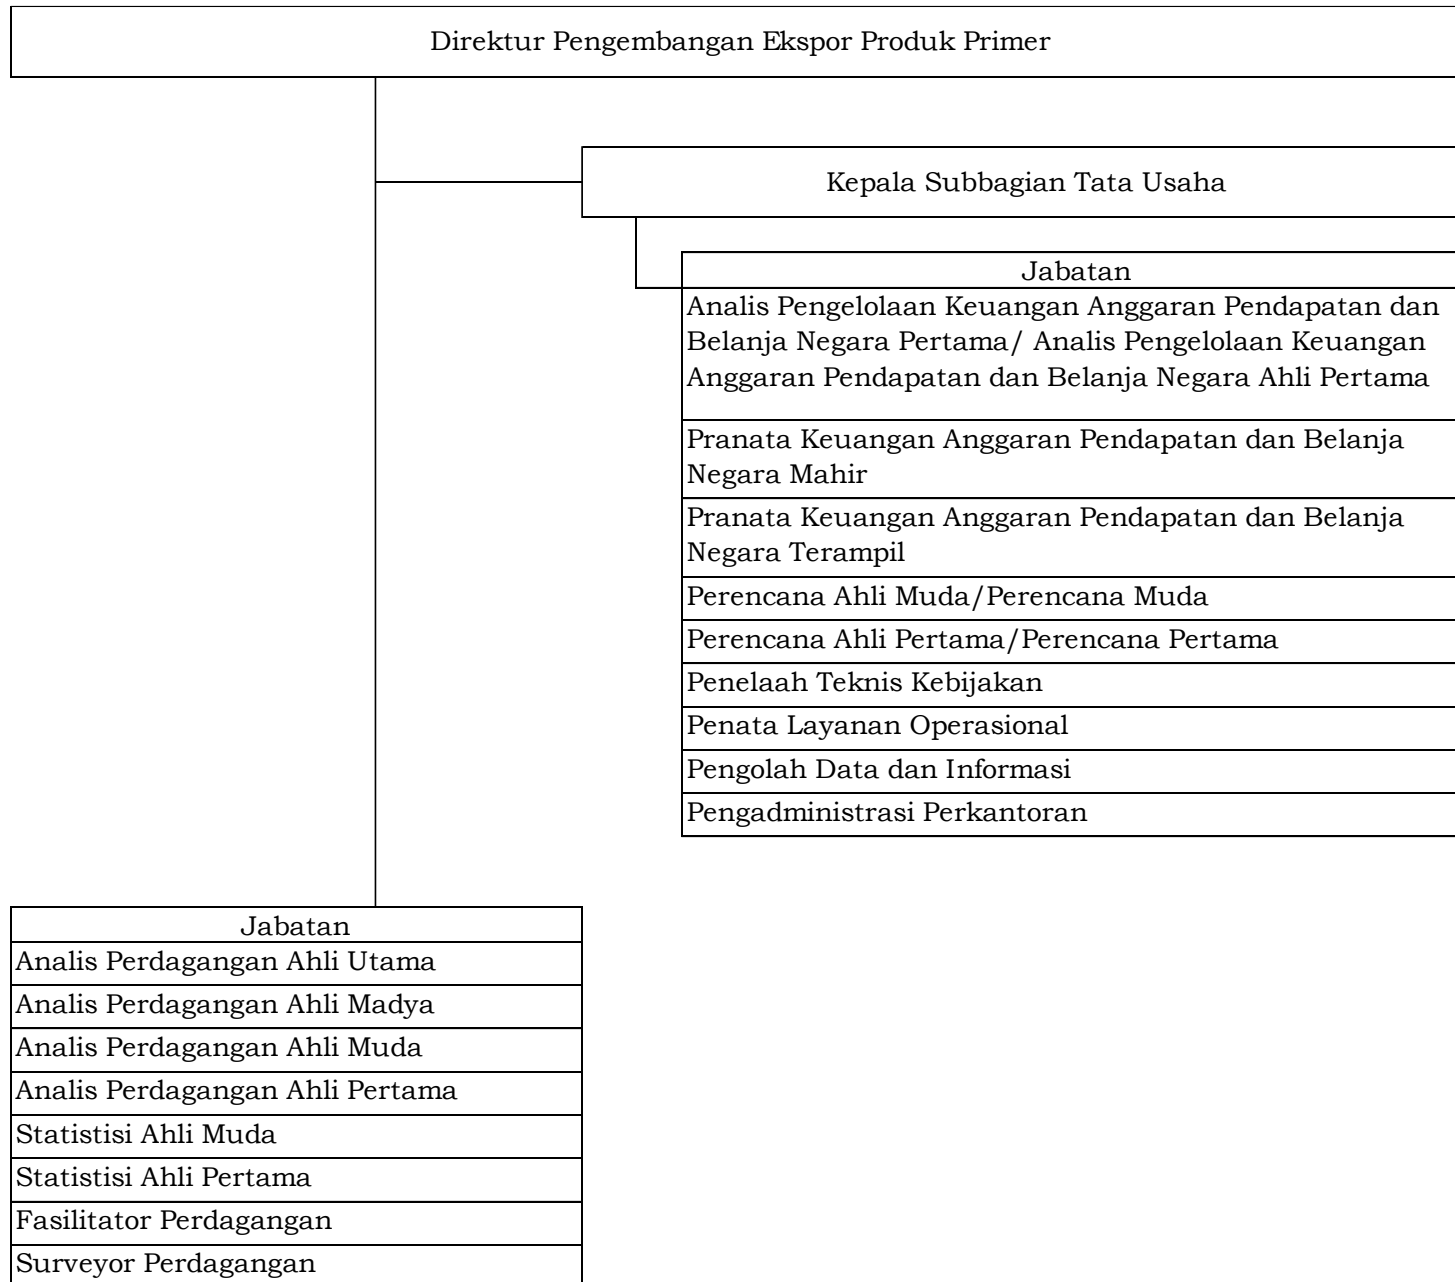 Direktur Pengembangan Ekspor Produk Primer
Kepala Subbagian Tata Usaha
Jabatan
Analis Pengelolaan Keuangan Anggaran Pendapatan dan
Belanja Negara Pertama/ Analis Pengelolaan Keuangan
Anggaran Pendapatan dan Belanja Negara Ahli Pertama
Pranata Keuangan Anggaran Pendapatan dan Belanja
Negara Mahir
Pranata Keuangan Anggaran Pendapatan dan Belanja
Negara Terampil
Perencana Ahli Muda/Perencana Muda
Perencana Ahli Pertama/Perencana Pertama
Penelaah Teknis Kebijakan
Penata Layanan Operasional
Pengolah Data dan Informasi
Pengadministrasi Perkantoran
Jabatan
Analis Perdagangan Ahli Utama
Analis Perdagangan Ahli Madya
Analis Perdagangan Ahli Muda
Analis Perdagangan Ahli Pertama
Statistisi Ahli Muda
Statistisi Ahli Pertama
Fasilitator Perdagangan
Surveyor Perdagangan